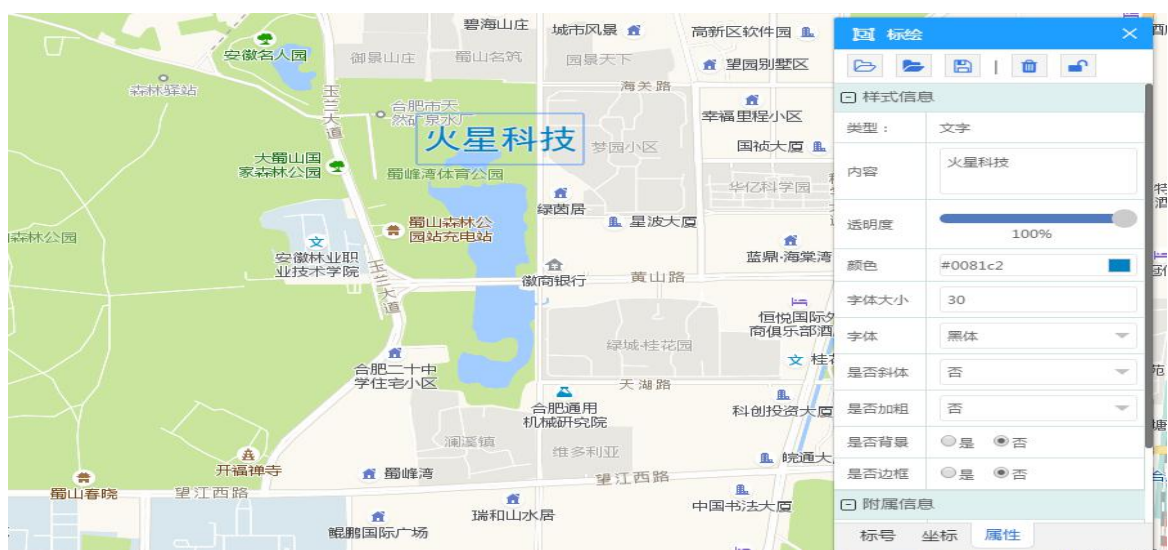 碧海山庄
城市风景
高新区软件园
安徽名人园
御景山庄
蜀山名筑
园景天下
望园别墅区
海关路
森林驿站
玉兰大道
合肥市天
然矿泉水厂
幸福里程小区
火星科技
梦园小区
国祯大厦
大蜀山国
家森林公园
蜀峰湾体育公园
华亿科学园
绿茵居
星波大厦
蜀山森林公
园站充电站
山森林公园
安徽林业职
业技术学院
蓝鼎·海棠湾
徽商银行
黄山路
玉兰大道
恒悦国际外
商俱乐部酒
绿城·桂花园
桂花
合肥二十中
学住宅小区
天湖路
合肥通用
机械研究院
科创投资大厦
澜溪镇
维多利亚
皖通大
开福禅寺
蜀峰湾
望江西路
蜀山春晓
望江西路
瑞和山水居
中国书法大厦
鲲鹏国际广场
标绘
样式信息
类型： 文字
内容 火星科技
透明度 100%
颜色 #0081c2
字体大小 30
字体 黑体
是否斜体 否
是否加粗 否
是否背景 是 否
是否边框 是 否
附属信息
标号 坐标 属性